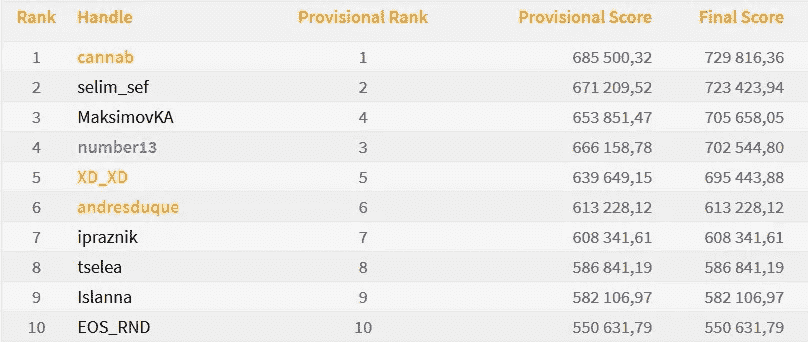 Rank Handle Provisional Rank Provisional Score Final Score
1 cannab 1 685 500,32 729 816,36
2 selim_sef 2 671 209,52 723 423,94
3 MaksimovKA 4 653 851,47 705 658,05
4 number13 3 666 158,78 702 544,80
5 XD_XD 5 639 649,15 695 443,88
6 andresduque 6 613 228,12 613 228,12
7 ipraznik 7 608 341,61 608 341,61
8 tselea 8 586 841,19 586 841,19
9 Islanna 9 582 106,97 582 106,97
10 EOS_RND 10 550 631,79 550 631,79